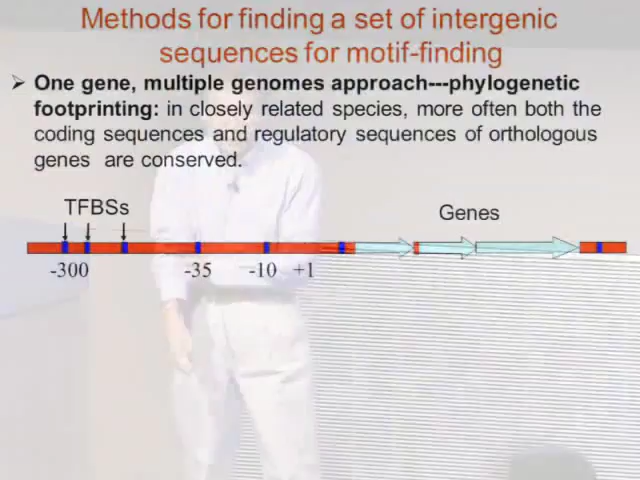 Methods for finding a set of intergenic
sequences for motif-finding
➢ One gene, multiple genomes approach---phylogenetic
footprinting: in closely related species, more often both the
coding sequences and regulatory sequences of orthologous
genes are conserved.
TFBSs
Genes
-300 -35 -10 +1